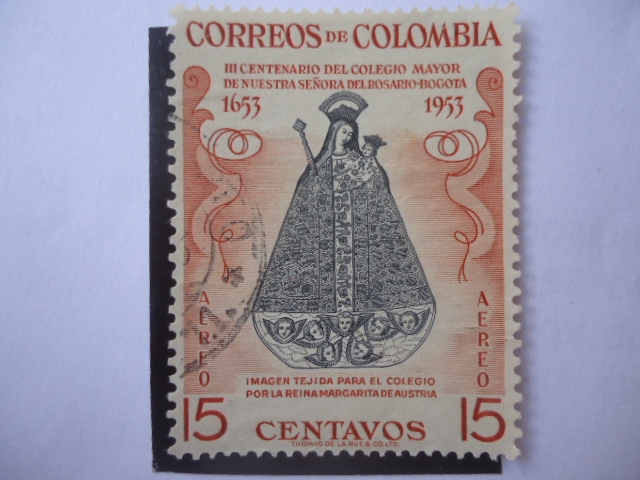 CORREOS DE COLOMBIA
III CENTENARIO DEL COLEGIO MAYOR
DE NUESTRA SEÑORA DEL ROSARIO-BOGOTA
1653 1953
AEREO AEREO
IMAGEN TEJIDA PARA EL COLEGIO
POR LA REINA MARGARITA DE AUSTRIA
15 CENTAVOS 15
THOMAS DE LA RUE & CO. LTD.